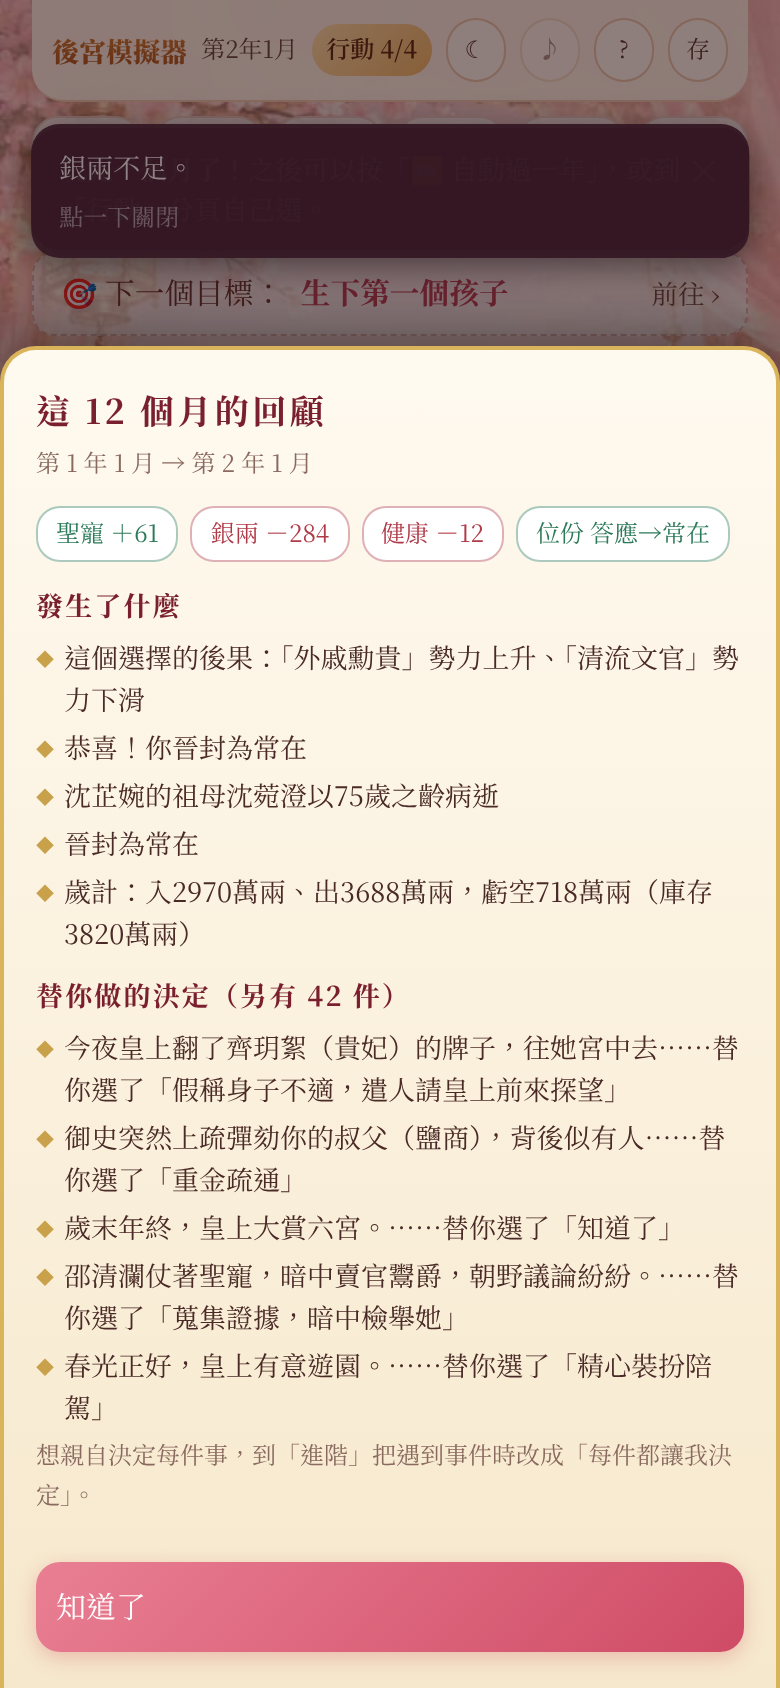 後宮模擬器 第2年1月 行動 4/4 ☾ ♪ ? 存
銀兩不足。
點一下關閉
🎯 下一個目標： 生下第一個孩子 前往 ›
這 12 個月的回顧
第 1 年 1 月 → 第 2 年 1 月
聖寵 ＋61 銀兩 －284 健康 －12 位份 答應→常在
發生了什麼
◆ 這個選擇的後果：「外戚勳貴」勢力上升、「清流文官」勢
力下滑
◆ 恭喜！你晉封為常在
◆ 沈芷婉的祖母沈菀澄以75歲之齡病逝
◆ 晉封為常在
◆ 歲計：入2970萬兩、出3688萬兩，虧空718萬兩（庫存
3820萬兩）
替你做的決定（另有 42 件）
◆ 今夜皇上翻了齊玥絮（貴妃）的牌子，往她宮中去……替
你選了「假稱身子不適，遣人請皇上前來探望」
◆ 御史突然上疏彈劾你的叔父（鹽商），背後似有人……替
你選了「重金疏通」
◆ 歲末年終，皇上大賞六宮。……替你選了「知道了」
◆ 邵清瀾仗著聖寵，暗中賣官鬻爵，朝野議論紛紛。……替
你選了「蒐集證據，暗中檢舉她」
◆ 春光正好，皇上有意遊園。……替你選了「精心裝扮陪
駕」
想親自決定每件事，到「進階」把遇到事件時改成「每件都讓我決
定」。
知道了